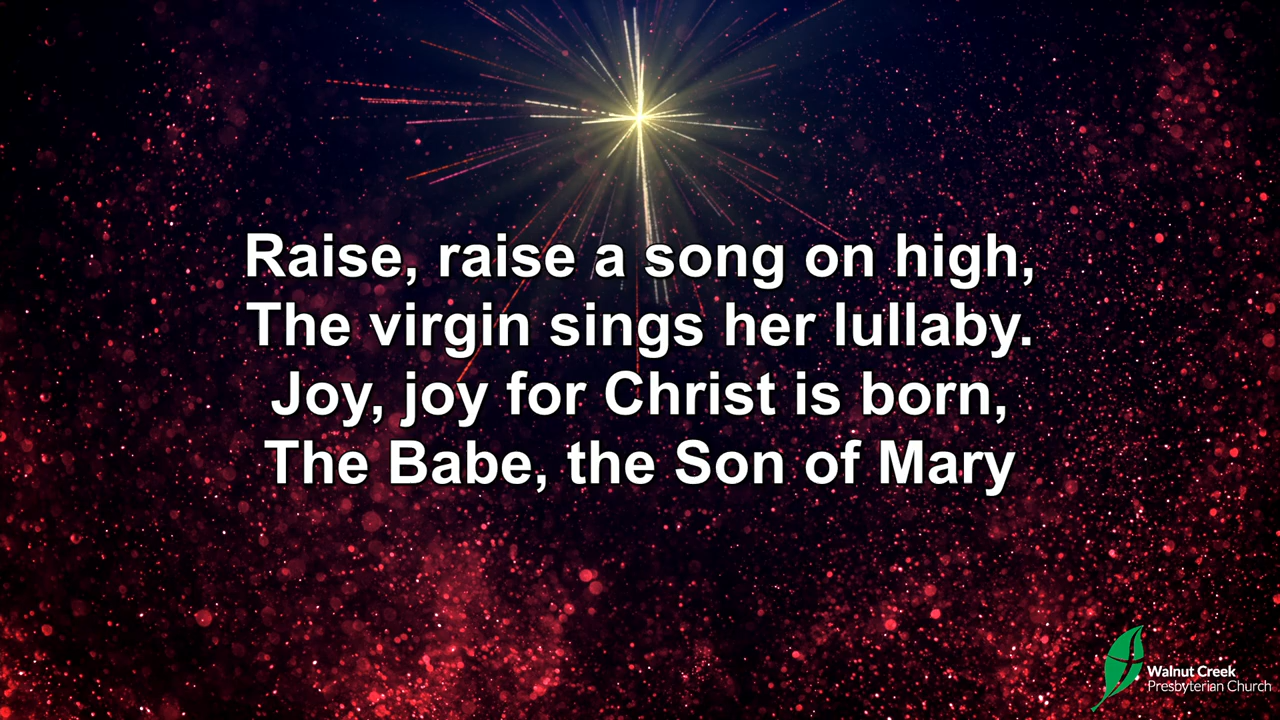 Raise, raise a song on high,
The virgin sings her lullaby.
Joy, joy for Christ is born,
The Babe, the Son of Mary
Walnut Creek
Presbyterian Church